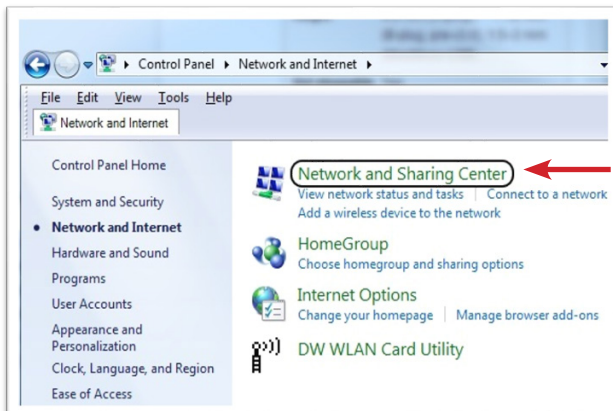 Control Panel Network and Internet
File Edit View Tools Help
Network and Internet
Control Panel Home
System and Security
Network and Internet
Hardware and Sound
Programs
User Accounts
Appearance and
Personalization
Clock, Language, and Region
Ease of Access
Network and Sharing Center
View network status and tasks Connect to a network
Add a wireless device to the network
HomeGroup
Choose homegroup and sharing options
Internet Options
Change your homepage Manage browser add-ons
DW WLAN Card Utility